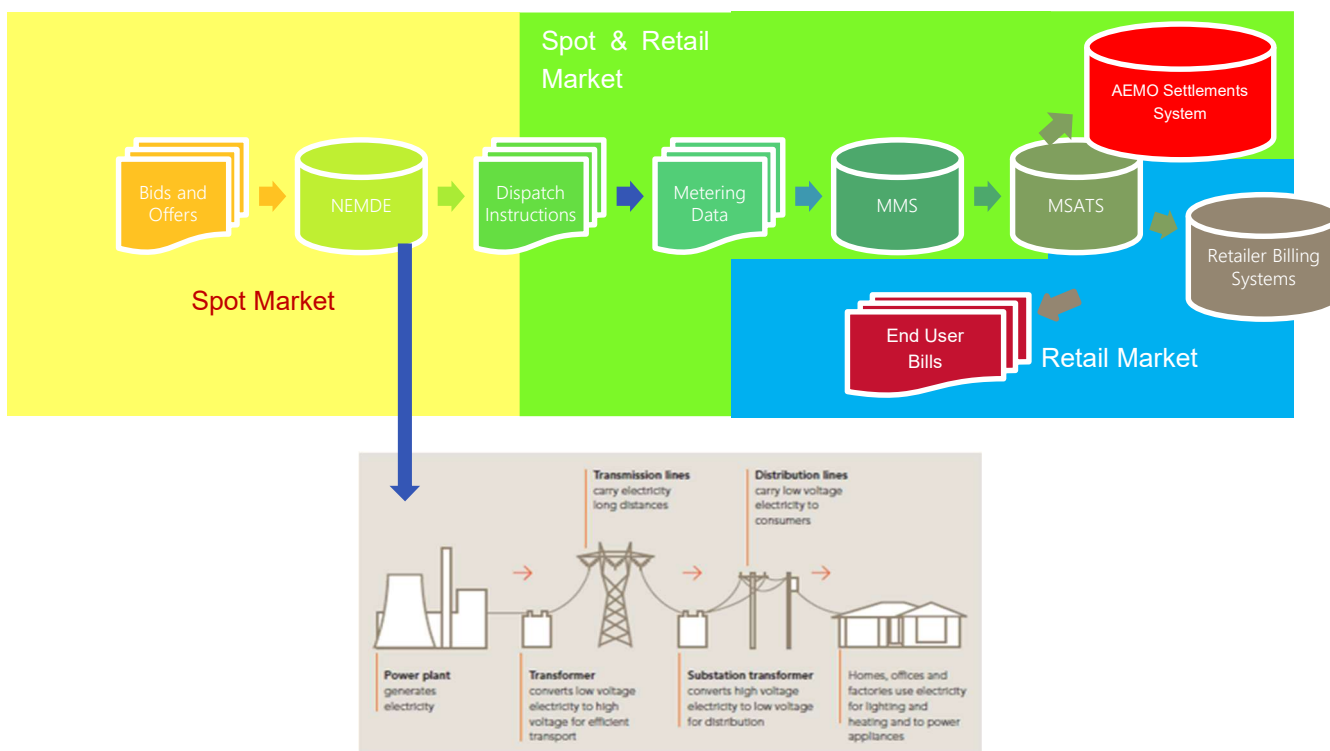 Spot & Retail
Market
AEMO Settlements
System
Bids and
Offers
NEMDE
Dispatch
Instructions
Metering
Data
MMS
MSATS
Retailer Billing
Systems
Spot Market
End User
Bills
Retail Market
Transmission lines
carry electricity
long distances
Distribution lines
carry low voltage
electricity to
consumers
Power plant
generates
electricity
Transformer
converts low voltage
electricity to high
voltage for efficient
transport
Substation transformer
converts high voltage
electricity to low voltage
for distribution
Homes, offices and
factories use electricity
for lighting and
heating and to power
appliances